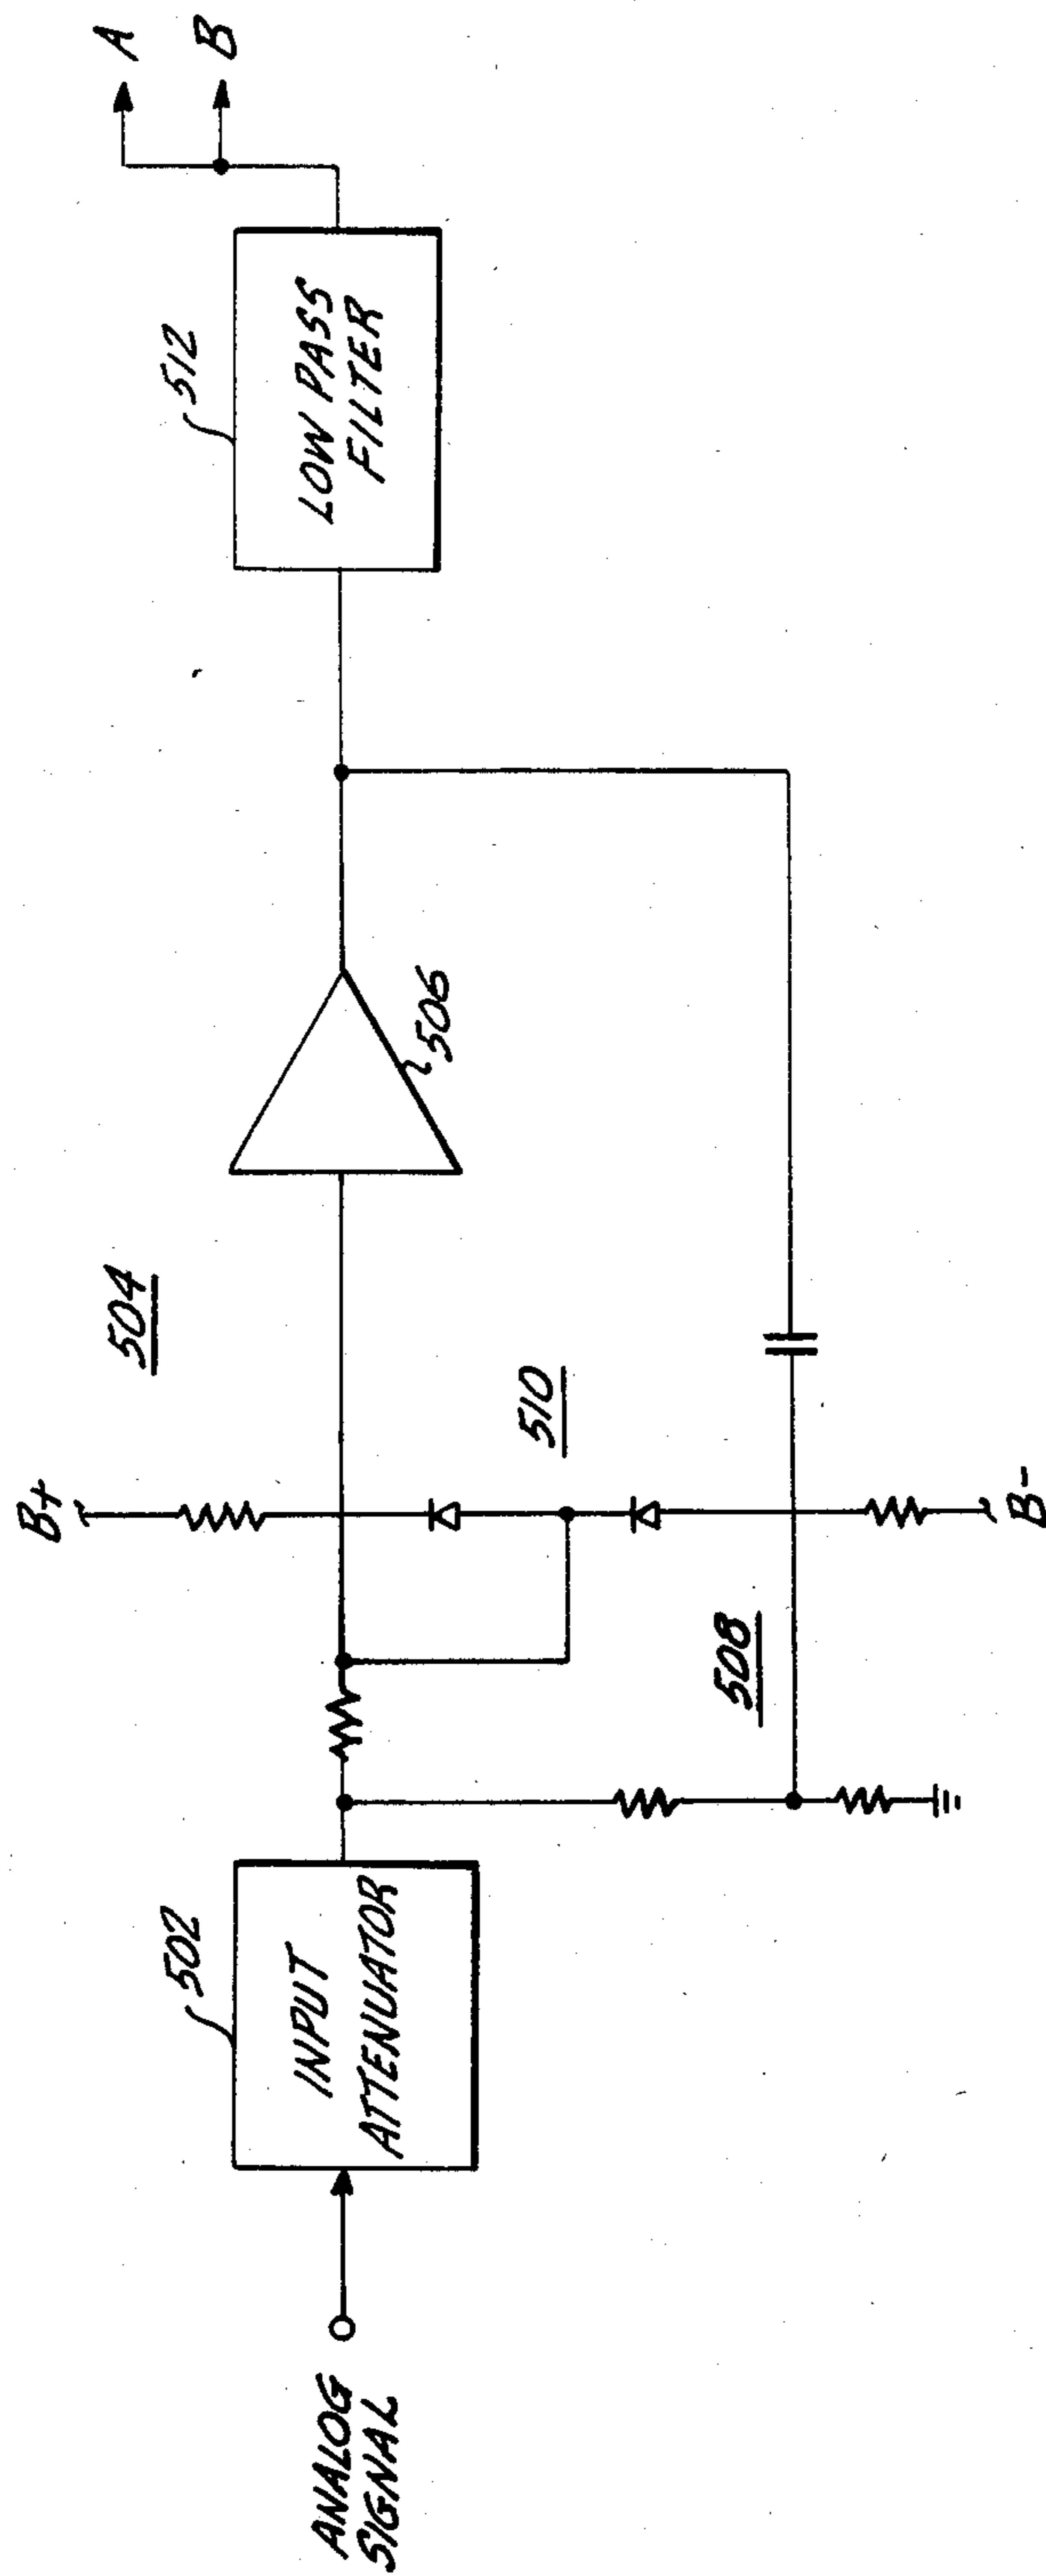 ANALOG
SIGNAL
502
INPUT
ATTENUATOR
508
B+
B-
510
504
506
512
LOW PASS
FILTER
A
B